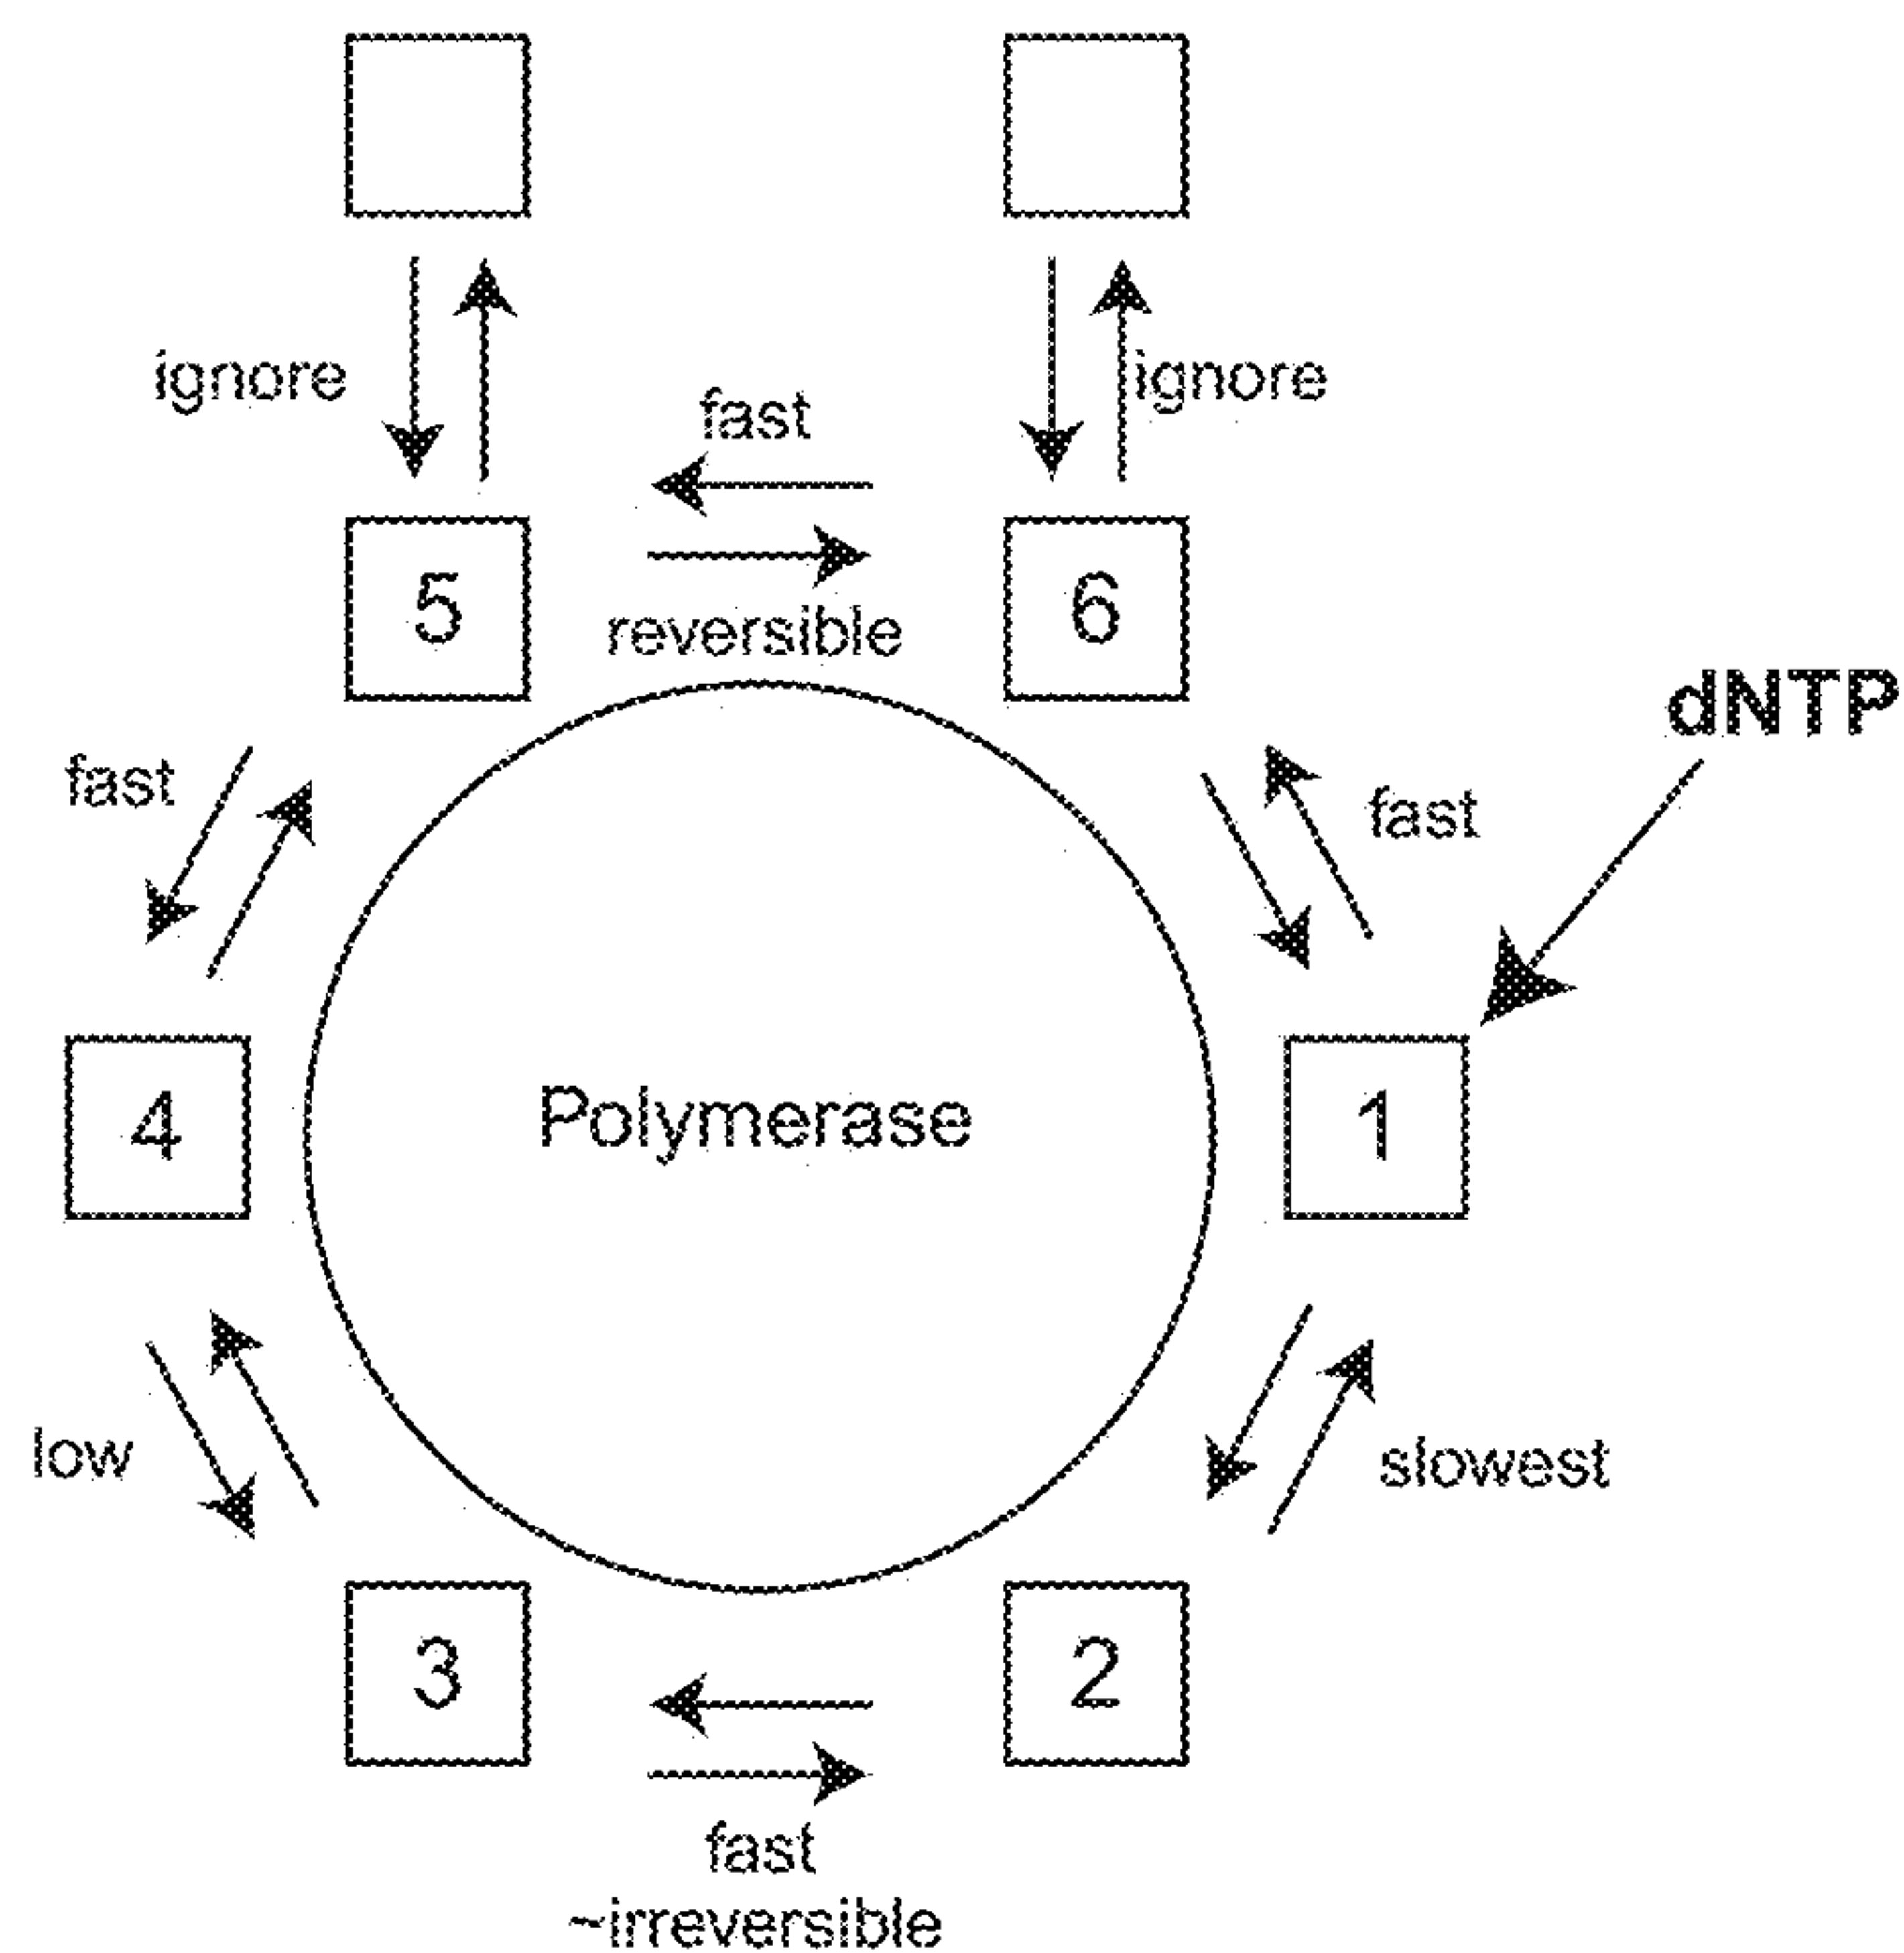 ignore
ignore
fast
5
reversible
6
dNTP
fast
fast
4
Polymerase
1
low
slowest
3
2
fast
~irreversible